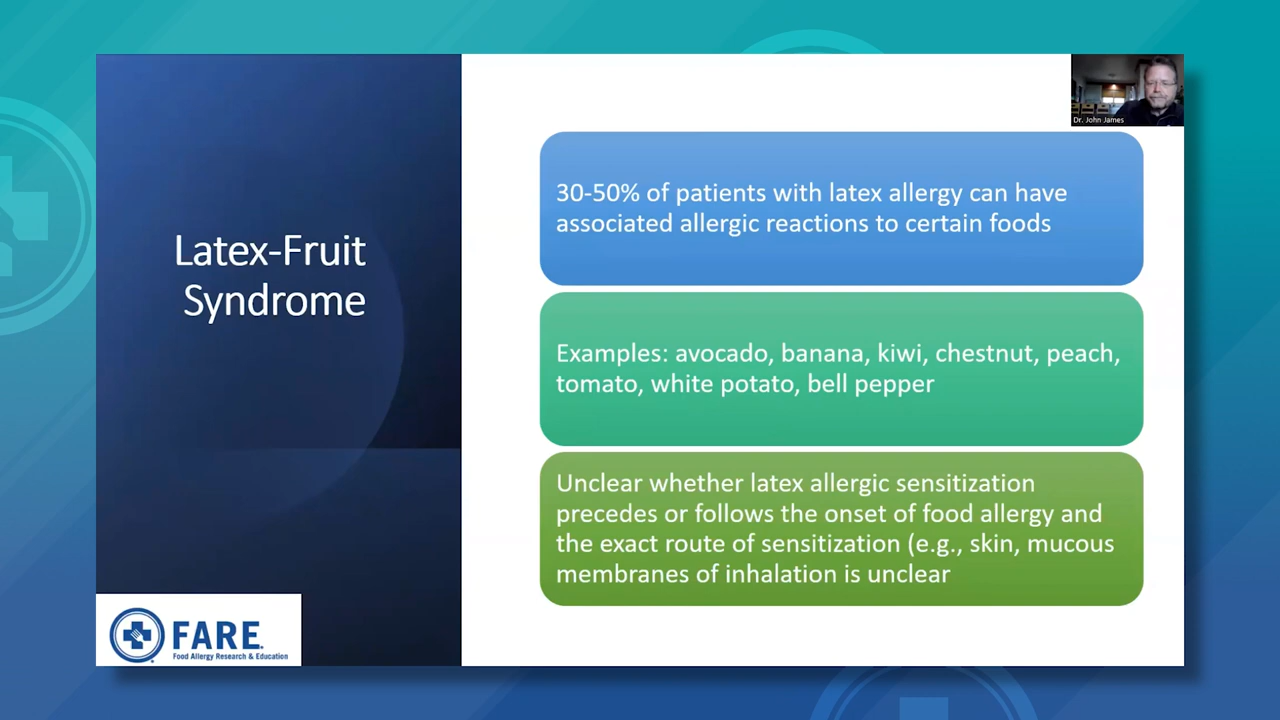 Dr. John James
Latex-Fruit
Syndrome
30-50% of patients with latex allergy can have
associated allergic reactions to certain foods
Examples: avocado, banana, kiwi, chestnut, peach,
tomato, white potato, bell pepper
Unclear whether latex allergic sensitization
precedes or follows the onset of food allergy and
the exact route of sensitization (e.g., skin, mucous
membranes of inhalation is unclear
FARE®
Food Allergy Research & Education